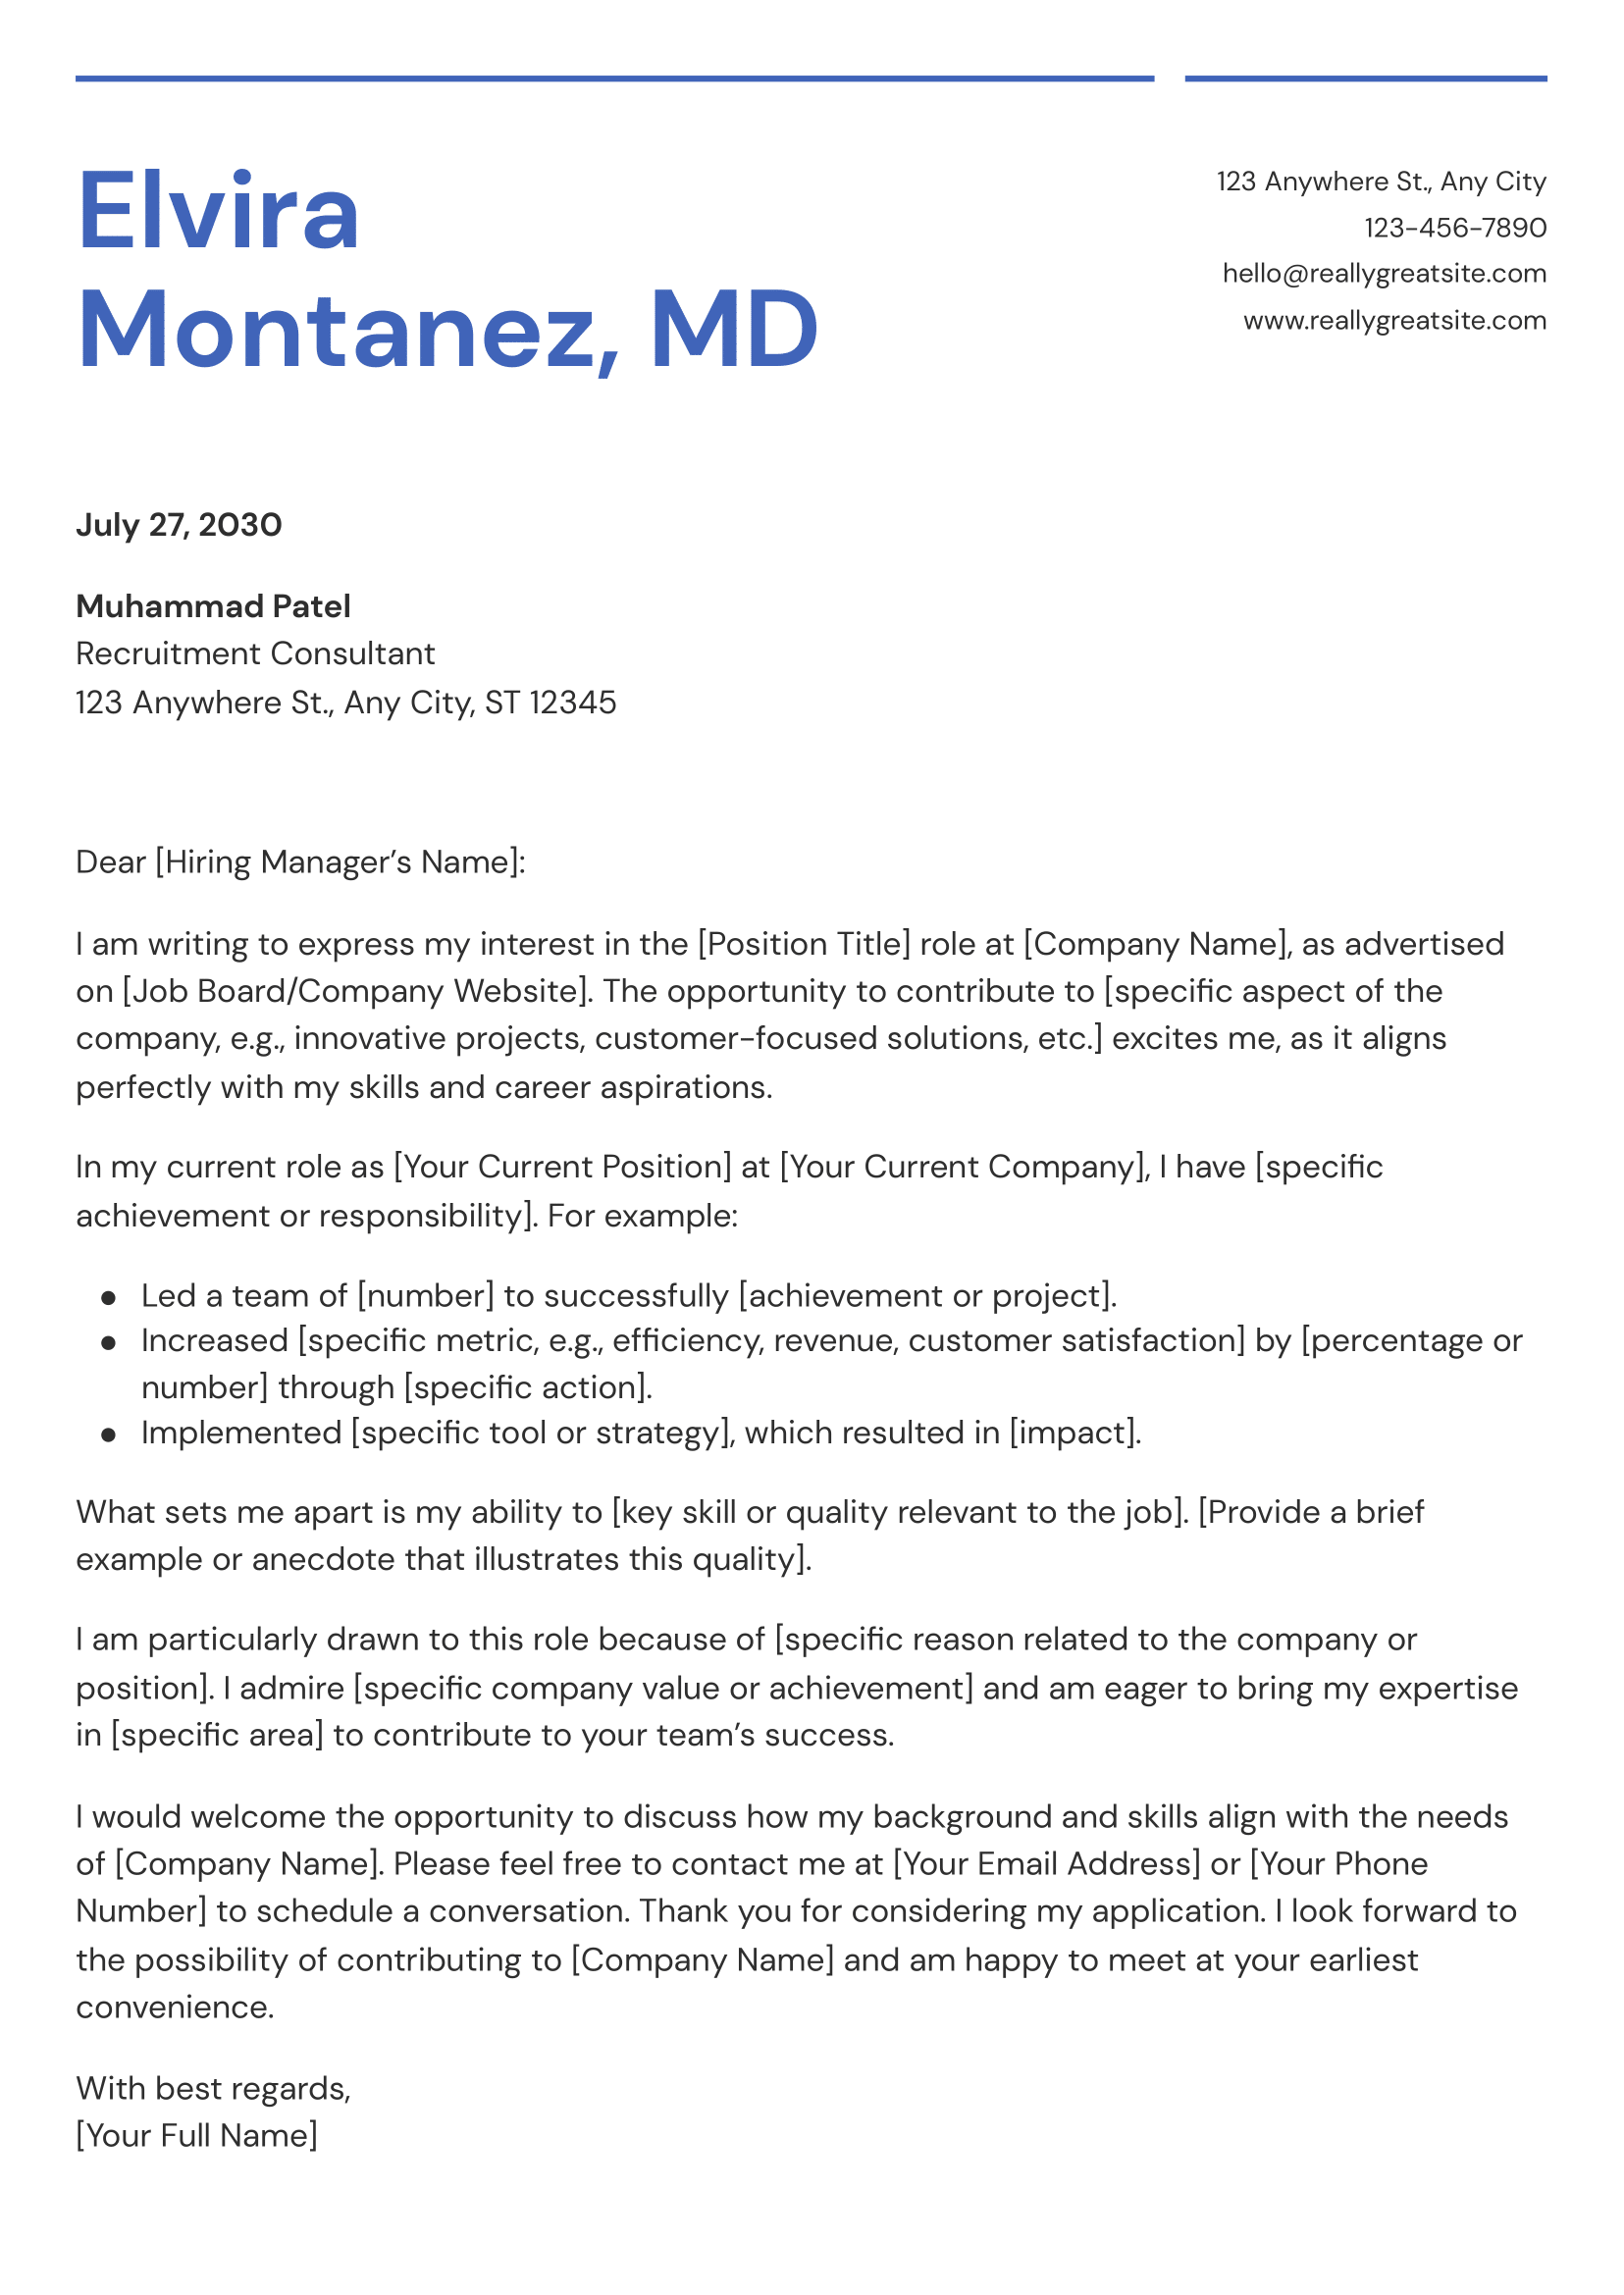 Elvira
Montanez, MD
123 Anywhere St., Any City
123-456-7890
hello@reallygreatsite.com
www.reallygreatsite.com
July 27, 2030
Muhammad Patel
Recruitment Consultant
123 Anywhere St., Any City, ST 12345
Dear [Hiring Manager’s Name]:
I am writing to express my interest in the [Position Title] role at [Company Name], as advertised
on [Job Board/Company Website]. The opportunity to contribute to [specific aspect of the
company, e.g., innovative projects, customer-focused solutions, etc.] excites me, as it aligns
perfectly with my skills and career aspirations.
In my current role as [Your Current Position] at [Your Current Company], I have [specific
achievement or responsibility]. For example:
● Led a team of [number] to successfully [achievement or project].
● Increased [specific metric, e.g., efficiency, revenue, customer satisfaction] by [percentage or
number] through [specific action].
● Implemented [specific tool or strategy], which resulted in [impact].
What sets me apart is my ability to [key skill or quality relevant to the job]. [Provide a brief
example or anecdote that illustrates this quality].
I am particularly drawn to this role because of [specific reason related to the company or
position]. I admire [specific company value or achievement] and am eager to bring my expertise
in [specific area] to contribute to your team’s success.
I would welcome the opportunity to discuss how my background and skills align with the needs
of [Company Name]. Please feel free to contact me at [Your Email Address] or [Your Phone
Number] to schedule a conversation. Thank you for considering my application. I look forward to
the possibility of contributing to [Company Name] and am happy to meet at your earliest
convenience.
With best regards,
[Your Full Name]